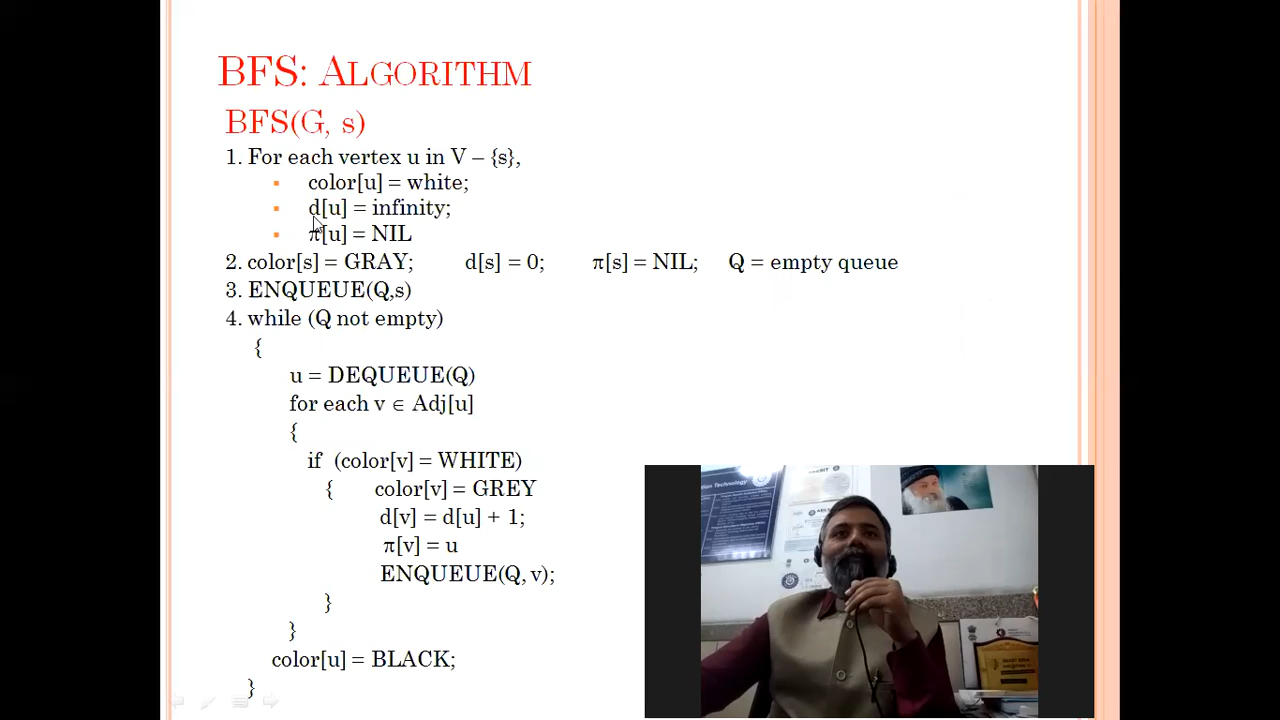 BFS: ALGORITHM
BFS(G, s)
1. For each vertex u in V – {s},
▪ color[u] = white;
▪ d[u] = infinity;
▪ π[u] = NIL
2. color[s] = GRAY; d[s] = 0; π[s] = NIL; Q = empty queue
3. ENQUEUE(Q,s)
4. while (Q not empty)
{
u = DEQUEUE(Q)
for each v ∈ Adj[u]
{
if (color[v] = WHITE)
{ color[v] = GREY
d[v] = d[u] + 1;
π[v] = u
ENQUEUE(Q, v);
}
}
color[u] = BLACK;
}